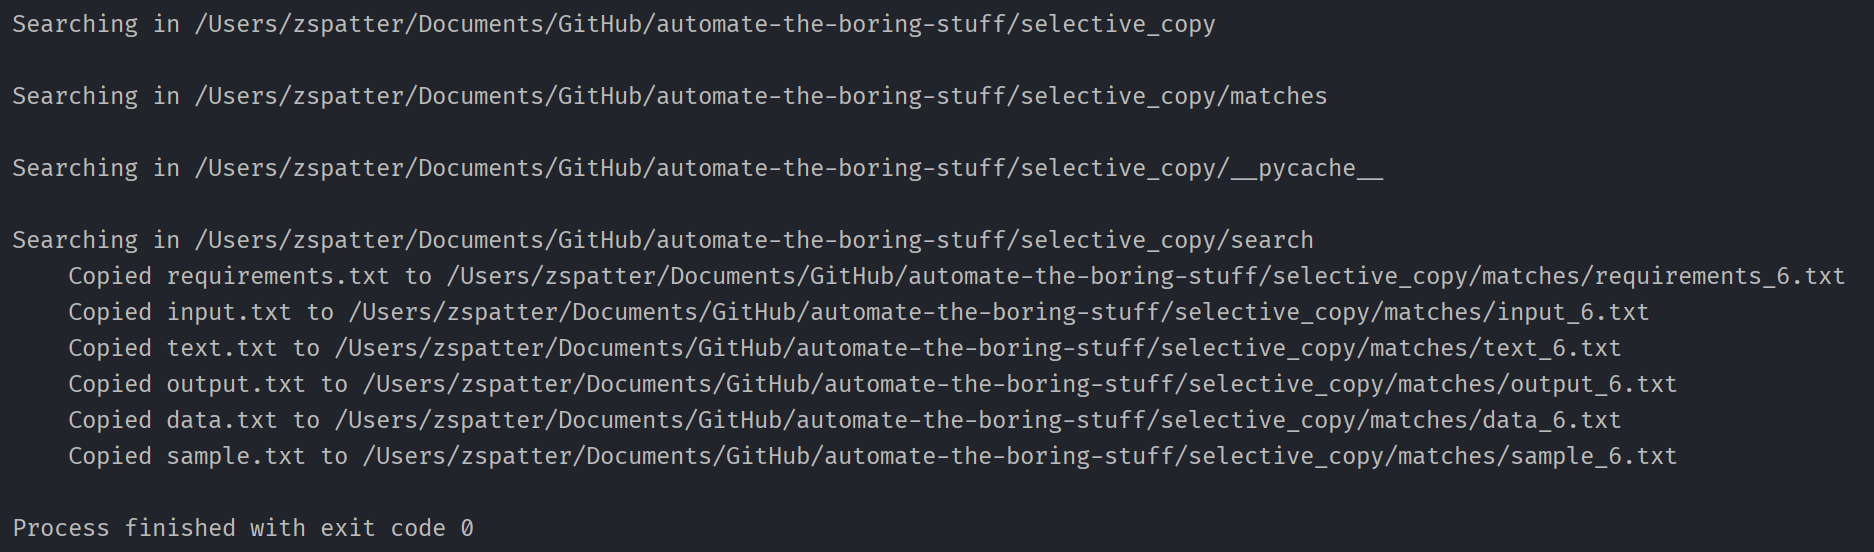 Searching in /Users/zspatter/Documents/GitHub/automate-the-boring-stuff/selective_copy
Searching in /Users/zspatter/Documents/GitHub/automate-the-boring-stuff/selective_copy/matches
Searching in /Users/zspatter/Documents/GitHub/automate-the-boring-stuff/selective_copy/__pycache__
Searching in /Users/zspatter/Documents/GitHub/automate-the-boring-stuff/selective_copy/search
    Copied requirements.txt to /Users/zspatter/Documents/GitHub/automate-the-boring-stuff/selective_copy/matches/requirements_6.txt
    Copied input.txt to /Users/zspatter/Documents/GitHub/automate-the-boring-stuff/selective_copy/matches/input_6.txt
    Copied text.txt to /Users/zspatter/Documents/GitHub/automate-the-boring-stuff/selective_copy/matches/text_6.txt
    Copied output.txt to /Users/zspatter/Documents/GitHub/automate-the-boring-stuff/selective_copy/matches/output_6.txt
    Copied data.txt to /Users/zspatter/Documents/GitHub/automate-the-boring-stuff/selective_copy/matches/data_6.txt
    Copied sample.txt to /Users/zspatter/Documents/GitHub/automate-the-boring-stuff/selective_copy/matches/sample_6.txt
Process finished with exit code 0